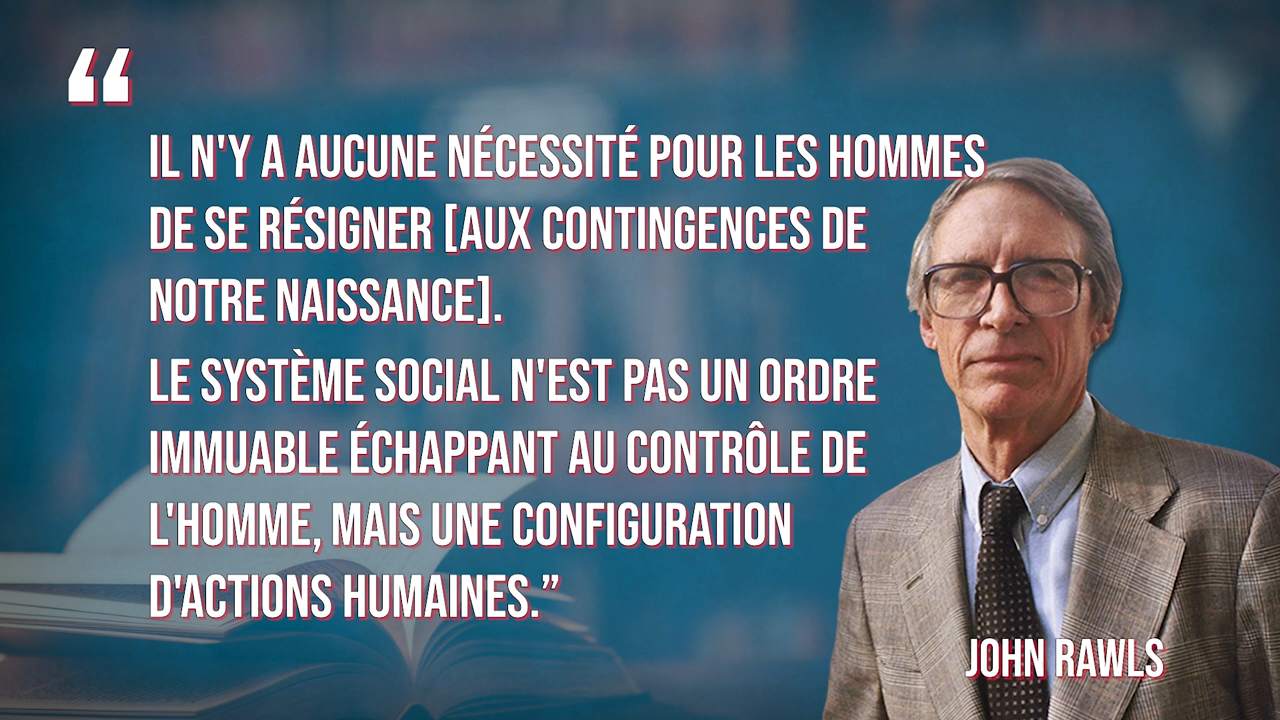 “
IL N'Y A AUCUNE NÉCESSITÉ POUR LES HOMMES
DE SE RÉSIGNER [AUX CONTINGENCES DE
NOTRE NAISSANCE].
LE SYSTÈME SOCIAL N'EST PAS UN ORDRE
IMMUABLE ÉCHAPPANT AU CONTRÔLE DE
L'HOMME, MAIS UNE CONFIGURATION
D'ACTIONS HUMAINES.”
JOHN RAWLS